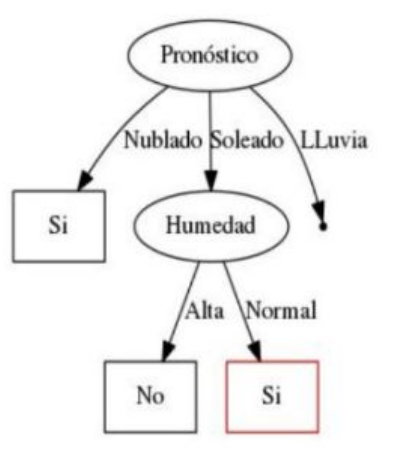 Pronóstico
Nublado Soleado LLuvia
Si
Humedad
Alta Normal
No
Si